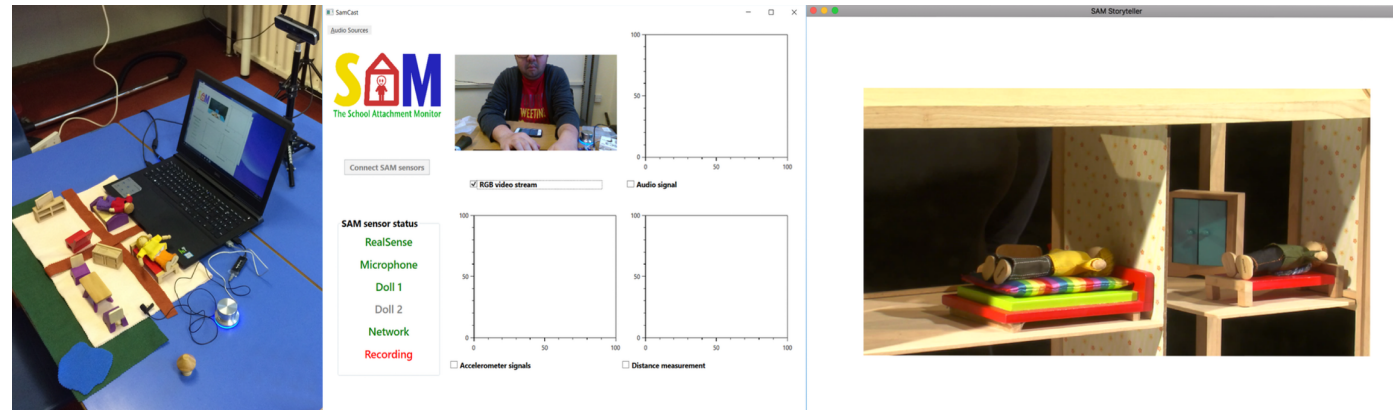 SamCast
Audio Sources
SAM
The School Attachment Monitor
Connect SAM sensors
SAM sensor status
RealSense
Microphone
Doll 1
Doll 2
Network
Recording
RGB video stream
100
50
0
0 50 100
Audio signal
100
50
0
0 50 100
Accelerometer signals
100
50
0
0 50 100
Distance measurement
SAM Storyteller